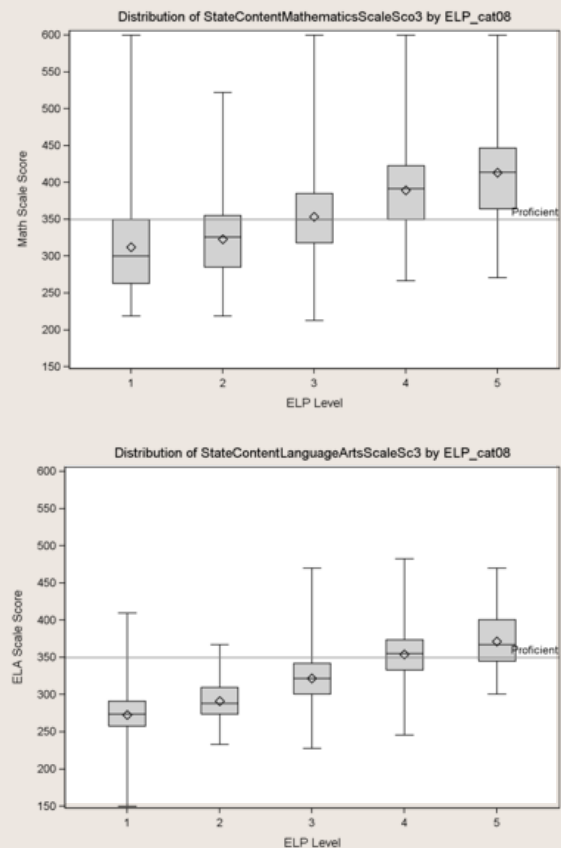 Distribution of StateContentMathematicsScaleSco3 by ELP_cat08
600
550
500
450
400
350
300
250
200
150
Math Scale Score
Proficient
1 2 3 4 5
ELP Level
Distribution of StateContentLanguageArtsScaleSc3 by ELP_cat08
600
550
500
450
400
350
300
250
200
150
ELA Scale Score
Proficient
1 2 3 4 5
ELP Level